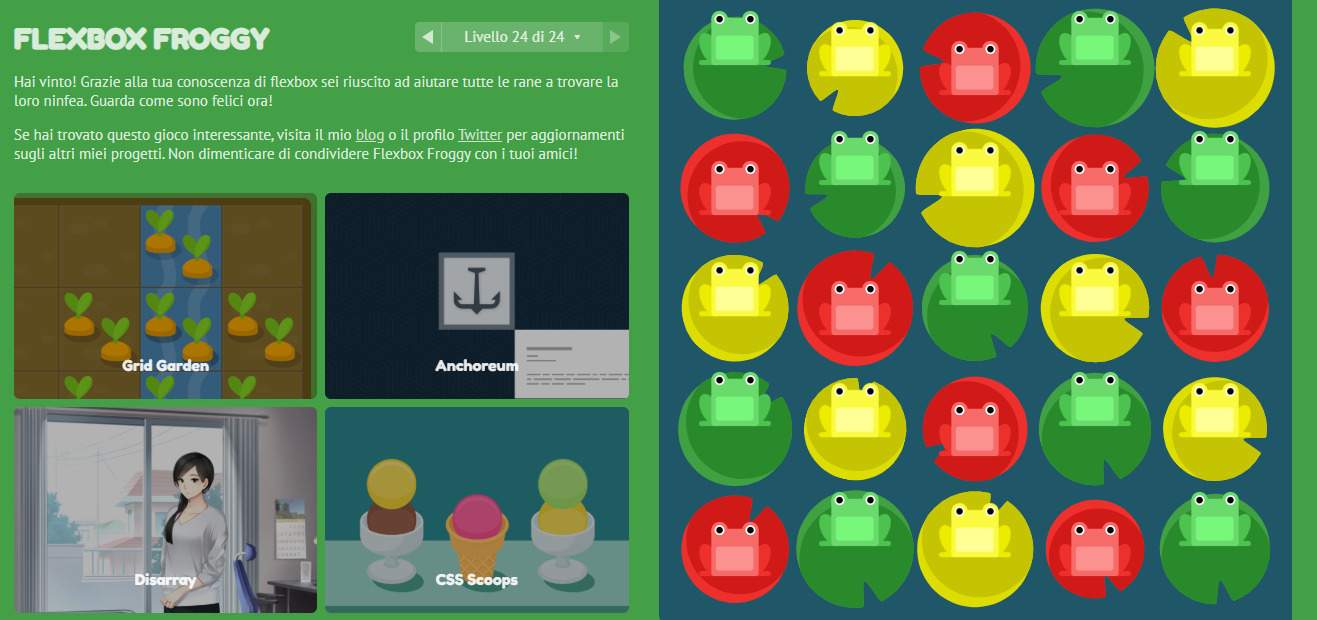 FLEXBOX FROGGY
Livello 24 di 24
Hai vinto! Grazie alla tua conoscenza di flexbox sei riuscito ad aiutare tutte le rane a trovare la
loro ninfea. Guarda come sono felici ora!
Se hai trovato questo gioco interessante, visita il mio blog o il profilo Twitter per aggiornamenti
sugli altri miei progetti. Non dimenticare di condividere Flexbox Froggy con i tuoi amici!
Grid Garden
Anchoreum
Disarray
CSS Scoops